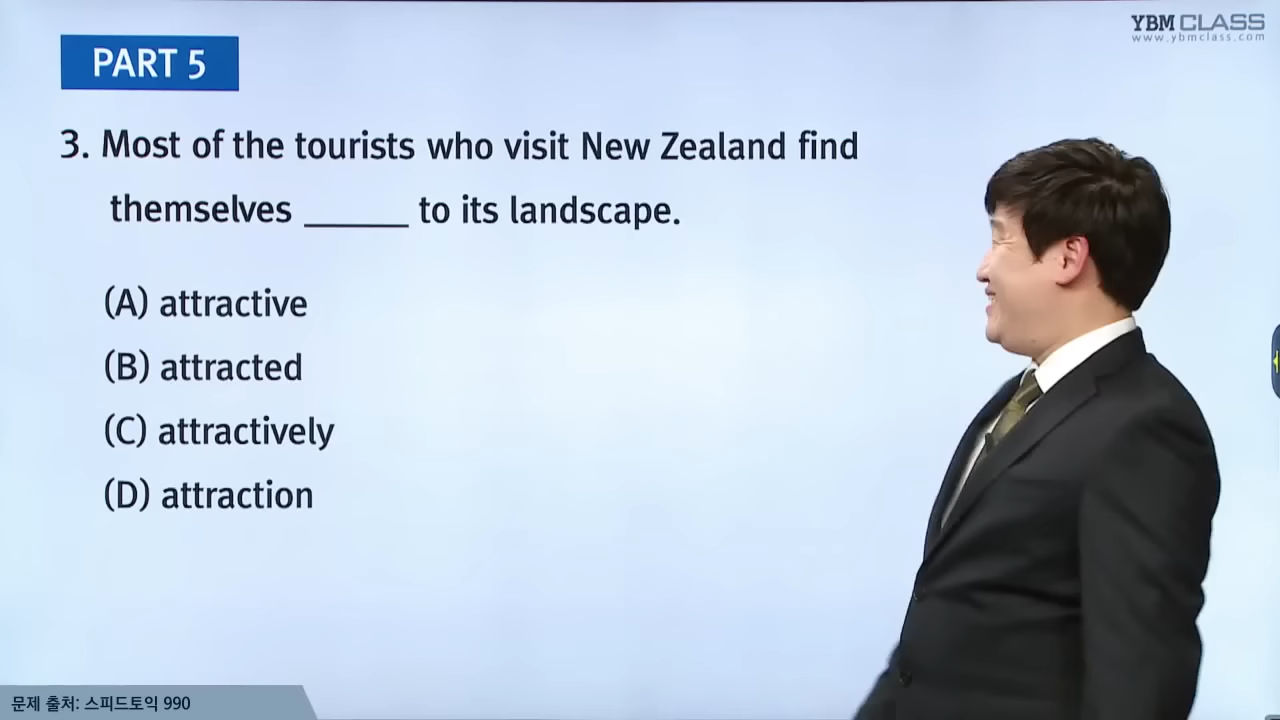 YBM CLASS
www.ybmclass.com
PART 5
3. Most of the tourists who visit New Zealand find
themselves ______ to its landscape.
(A) attractive
(B) attracted
(C) attractively
(D) attraction
문제 출처: 스피드토익 990